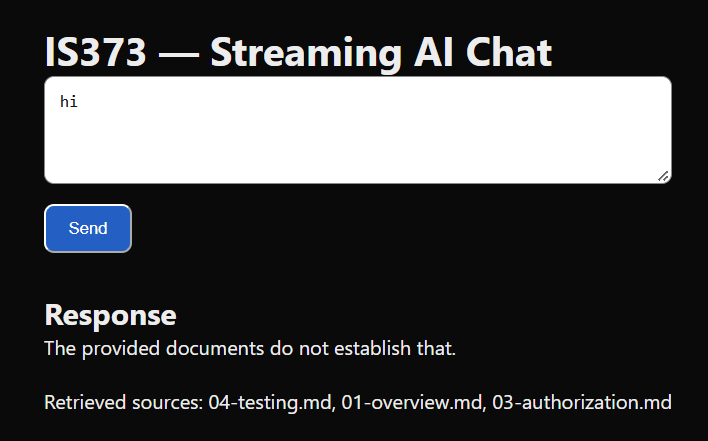 IS373 — Streaming AI Chat
hi
Send
Response
The provided documents do not establish that.
Retrieved sources: 04-testing.md, 01-overview.md, 03-authorization.md